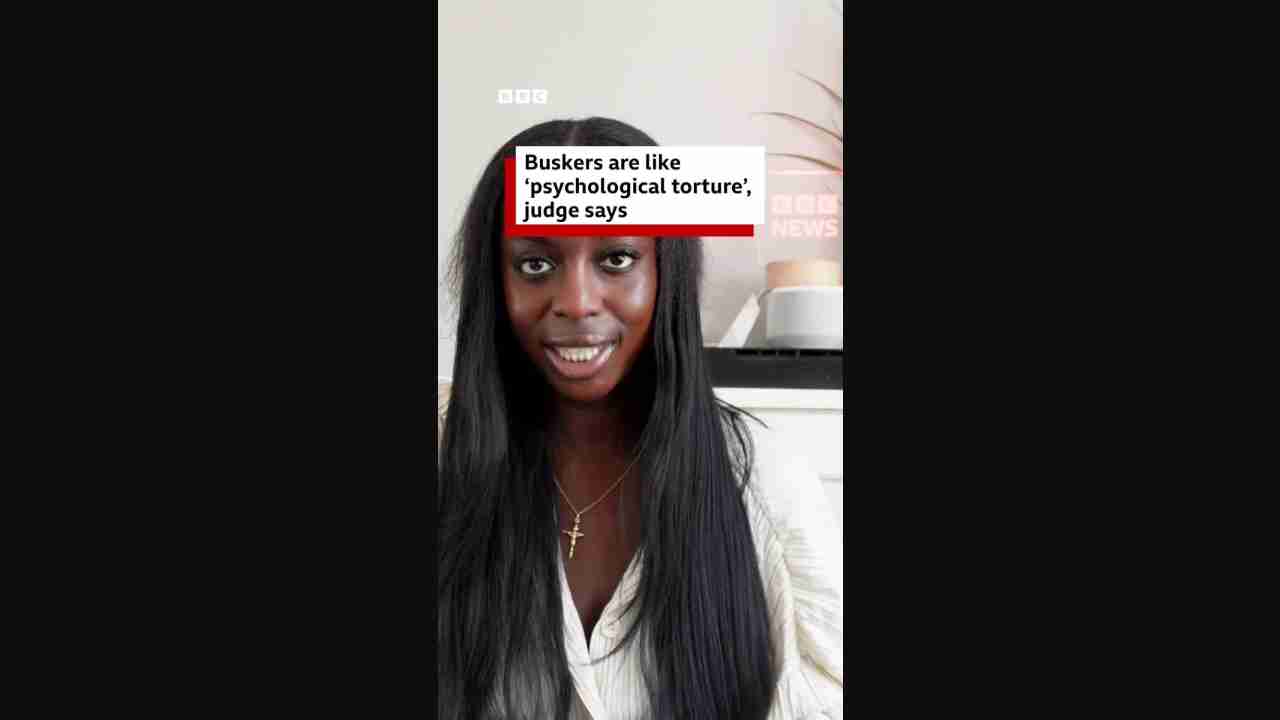 BBC
Buskers are like
‘psychological torture’,
judge says
BBC
NEWS